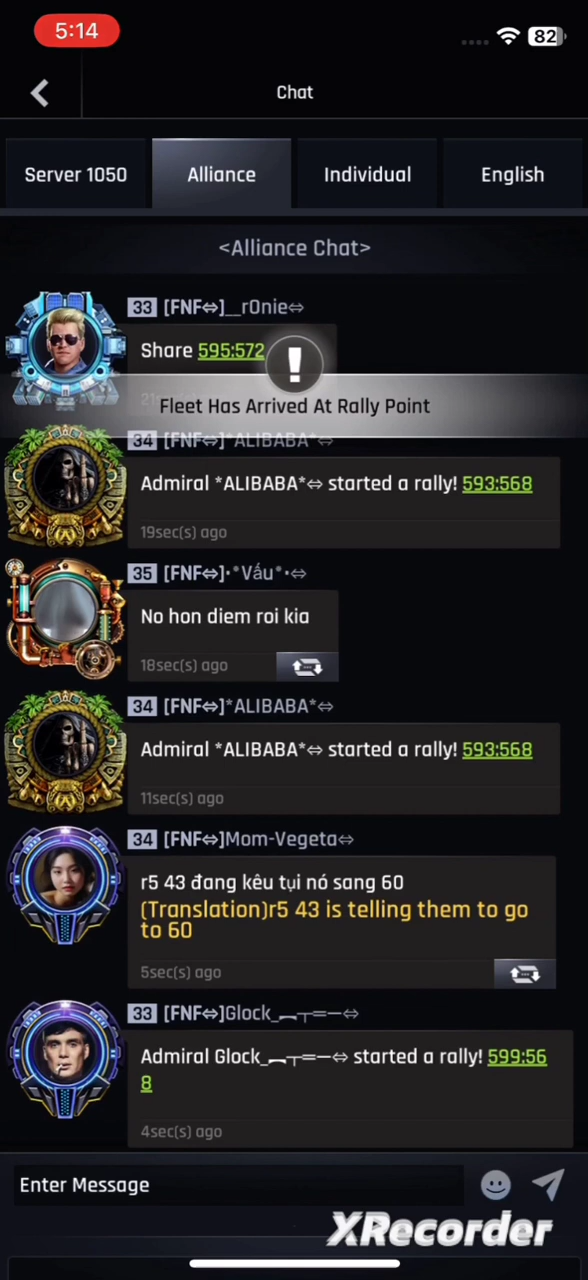 5:14
82
Chat
Server 1050
Alliance
Individual
English
<Alliance Chat>
33 [FNF⇔]__r0nie⇔
Share 595:572
Fleet Has Arrived At Rally Point
34 [FNF⇔]*ALIBABA*⇔
Admiral *ALIBABA*⇔ started a rally! 593:568
19sec(s) ago
35 [FNF⇔]•°Vấu°•⇔
No hon diem roi kia
18sec(s) ago
34 [FNF⇔]*ALIBABA*⇔
Admiral *ALIBABA*⇔ started a rally! 593:568
11sec(s) ago
34 [FNF⇔]Mom-Vegeta⇔
r5 43 đang kêu tụi nó sang 60
(Translation)r5 43 is telling them to go
to 60
5sec(s) ago
33 [FNF⇔]Glock_︻┬═─⇔
Admiral Glock_︻┬═─⇔ started a rally! 599:56
8
4sec(s) ago
Enter Message
XRecorder